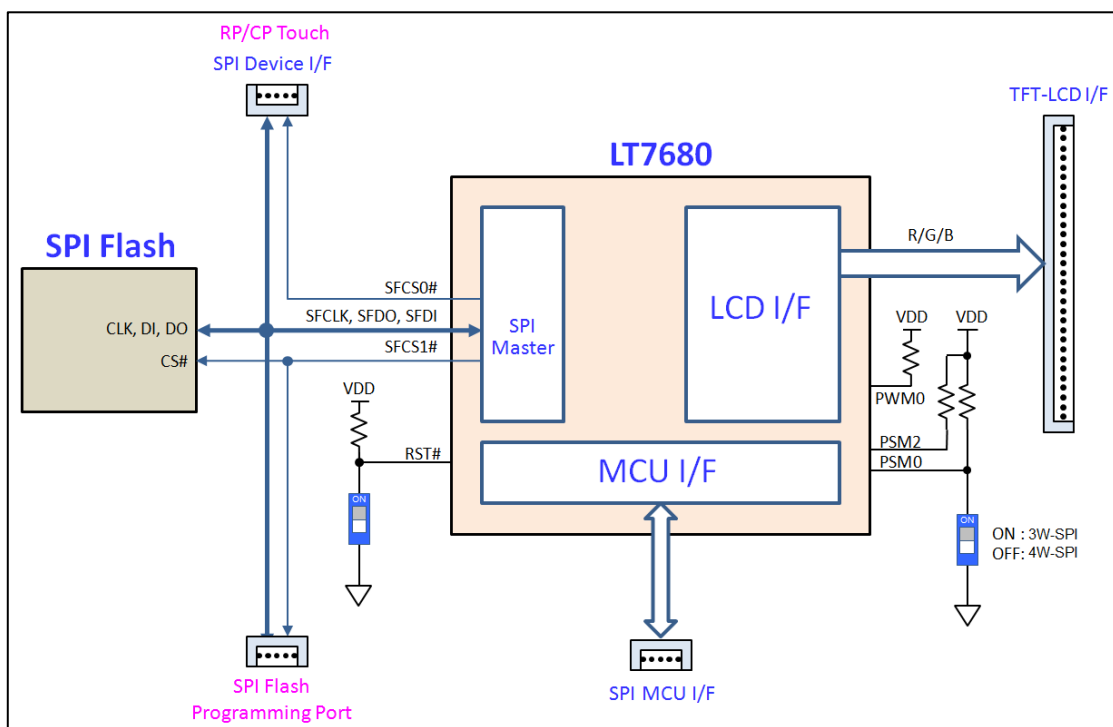 RP/CP Touch
SPI Device I/F
TFT-LCD I/F
LT7680
SPI Flash
R/G/B
SFCS0#
LCD I/F
CLK, DI, DO
SFCLK, SFDO, SFDI
SPI
Master
VDD
VDD
CS#
SFCS1#
VDD
PWM0
RST#
MCU I/F
PSM2
PSM0
ON
ON
ON : 3W-SPI
OFF: 4W-SPI
SPI Flash
Programming Port
SPI MCU I/F